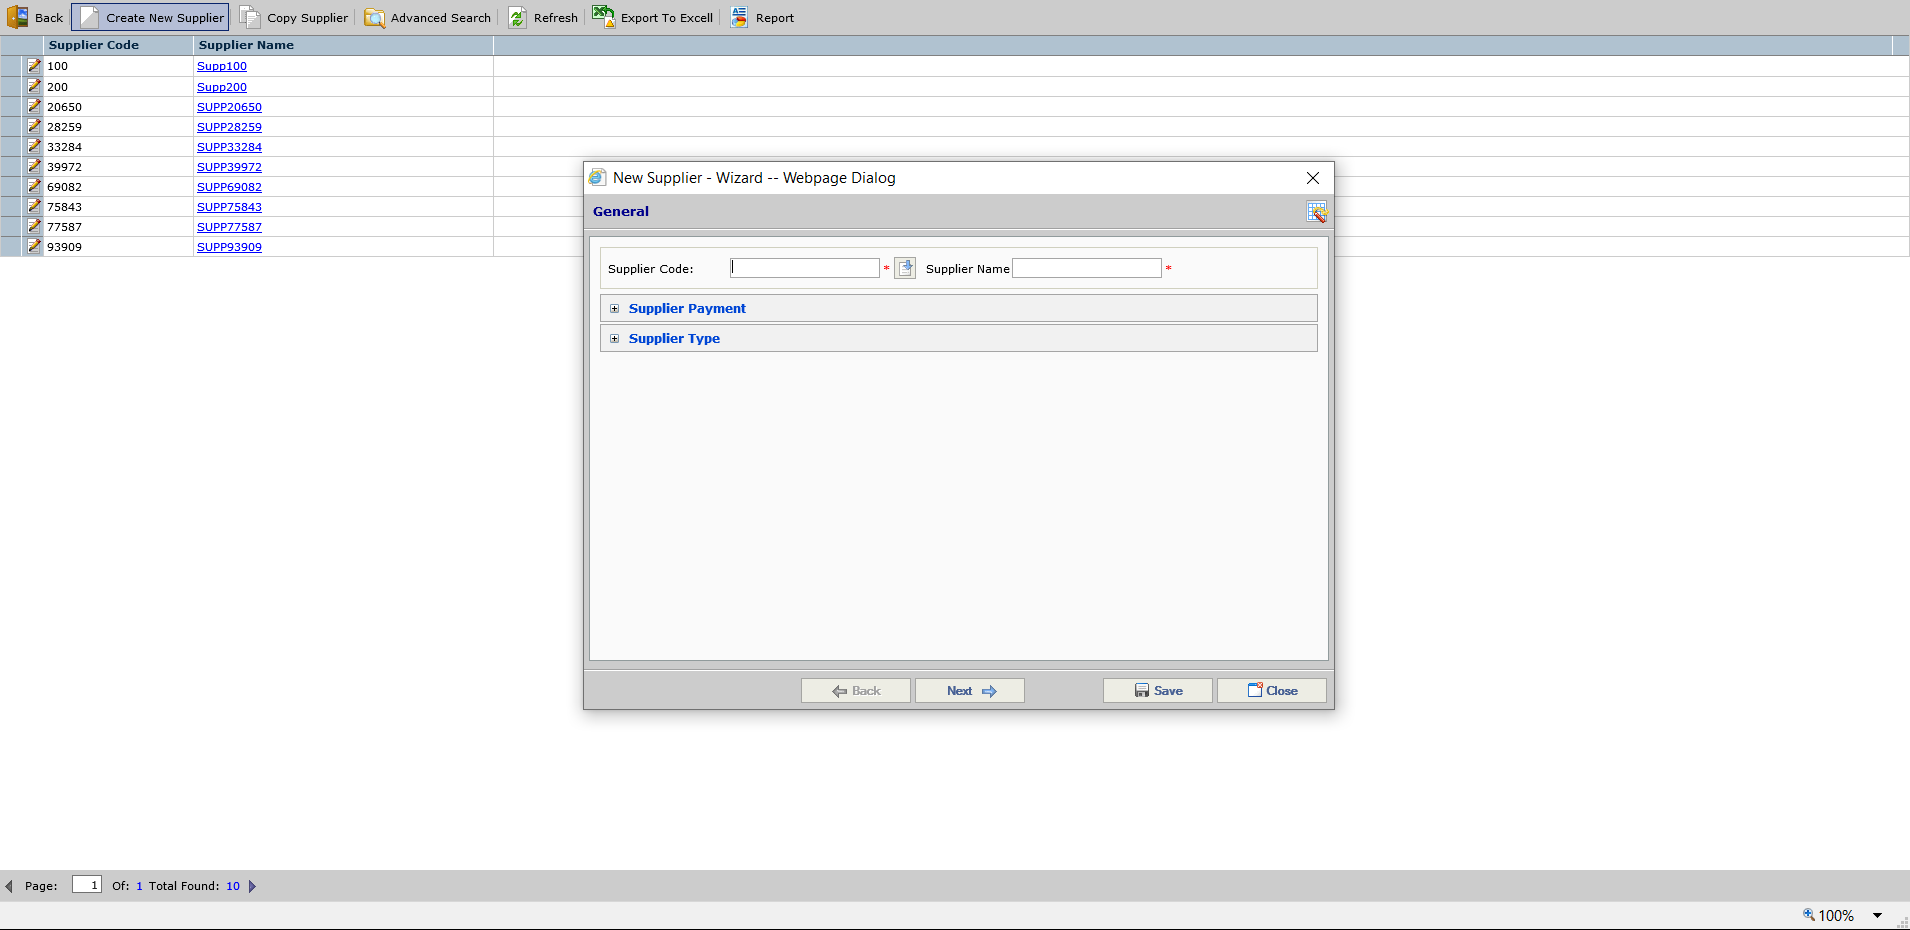 Back Create New Supplier Copy Supplier Advanced Search Refresh Export To Excell Report
Supplier Code Supplier Name
100 Supp100
200 Supp200
20650 SUPP20650
28259 SUPP28259
33284 SUPP33284
39972 SUPP39972
69082 SUPP69082
75843 SUPP75843
77587 SUPP77587
93909 SUPP93909
New Supplier - Wizard -- Webpage Dialog
General
Supplier Code: * Supplier Name *
Supplier Payment
Supplier Type
Back Next Save Close
Page: 1 Of: 1 Total Found: 10
100%